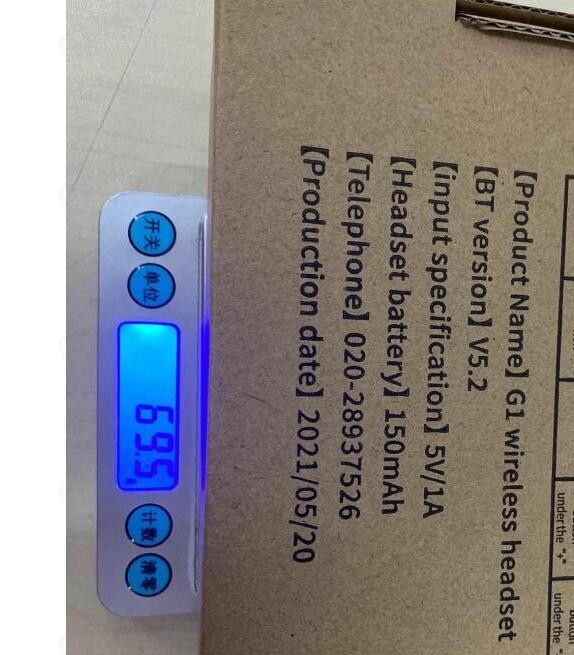 【Product Name】 G1 wireless headset
【BT version】 V5.2
【input specification】 5V/1A
【Headset battery】 150mAh
【Telephone】 020-28937526
【Production date】 2021/05/20
under the "+"
under the "-
开关
单位
69.5
计数
清零